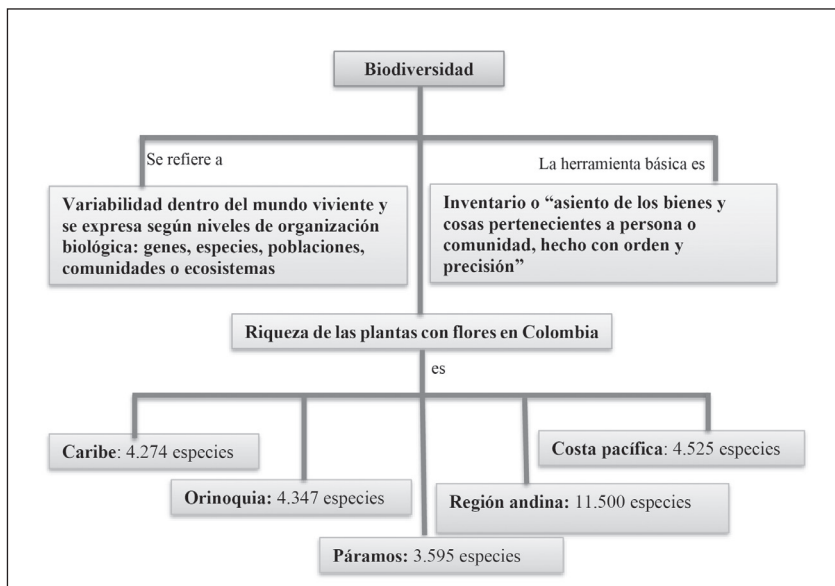 Biodiversidad
Se refiere a
La herramienta básica es
Variabilidad dentro del mundo viviente y
se expresa según niveles de organización
biológica: genes, especies, poblaciones,
comunidades o ecosistemas
Inventario o “asiento de los bienes y
cosas pertenecientes a persona o
comunidad, hecho con orden y
precisión”
Riqueza de las plantas con flores en Colombia
es
Caribe: 4.274 especies
Costa pacífica: 4.525 especies
Orinoquia: 4.347 especies
Región andina: 11.500 especies
Páramos: 3.595 especies